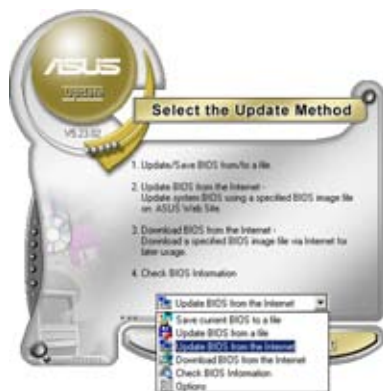 ASUS
Update
V5.23.02
Select the Update Method
1. Update/Save BIOS from/to a file.
2. Update BIOS from the Internet -
Update system BIOS using a specified BIOS image file
on ASUS Web Site.
3. Download BIOS from the Internet -
Download a specified BIOS image file via Internet for
later usage.
4. Check BIOS Information
Update BIOS from the Internet
Save current BIOS to a file
Update BIOS from a file
Update BIOS from the Internet
Download BIOS from the Internet
Check BIOS Information
Options